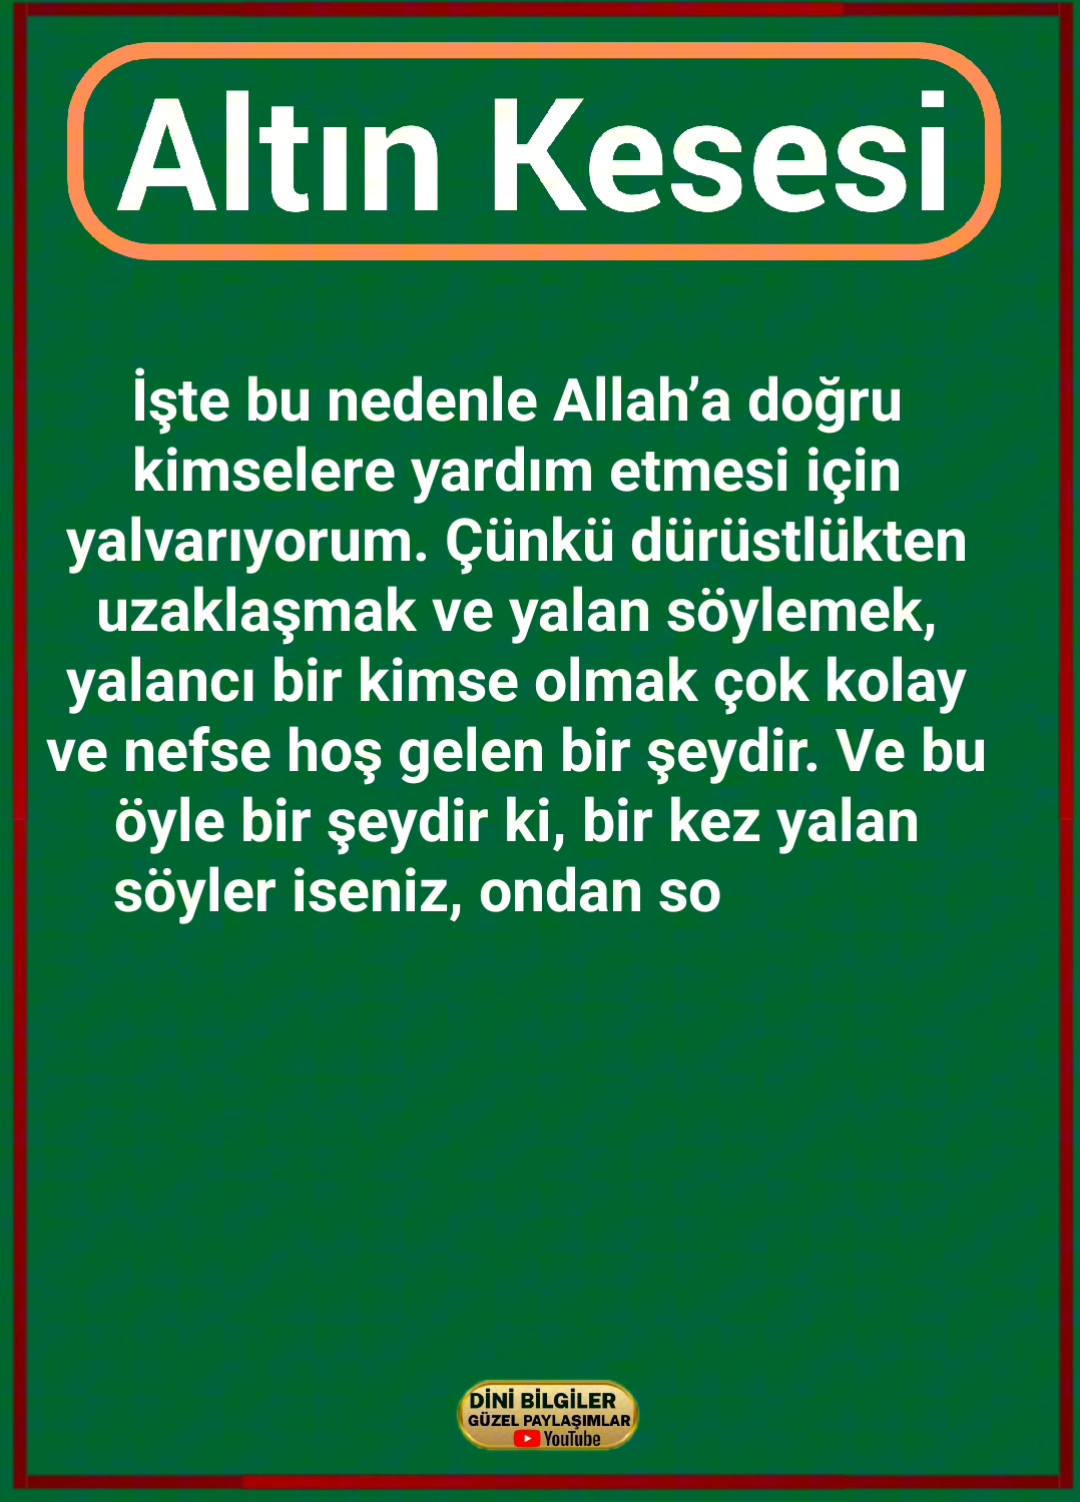 Altın Kesesi
İşte bu nedenle Allah’a doğru
kimselere yardım etmesi için
yalvarıyorum. Çünkü dürüstlükten
uzaklaşmak ve yalan söylemek,
yalancı bir kimse olmak çok kolay
ve nefse hoş gelen bir şeydir. Ve bu
öyle bir şeydir ki, bir kez yalan
söyler iseniz, ondan so
DİNİ BİLGİLER
GÜZEL PAYLAŞIMLAR
YouTube